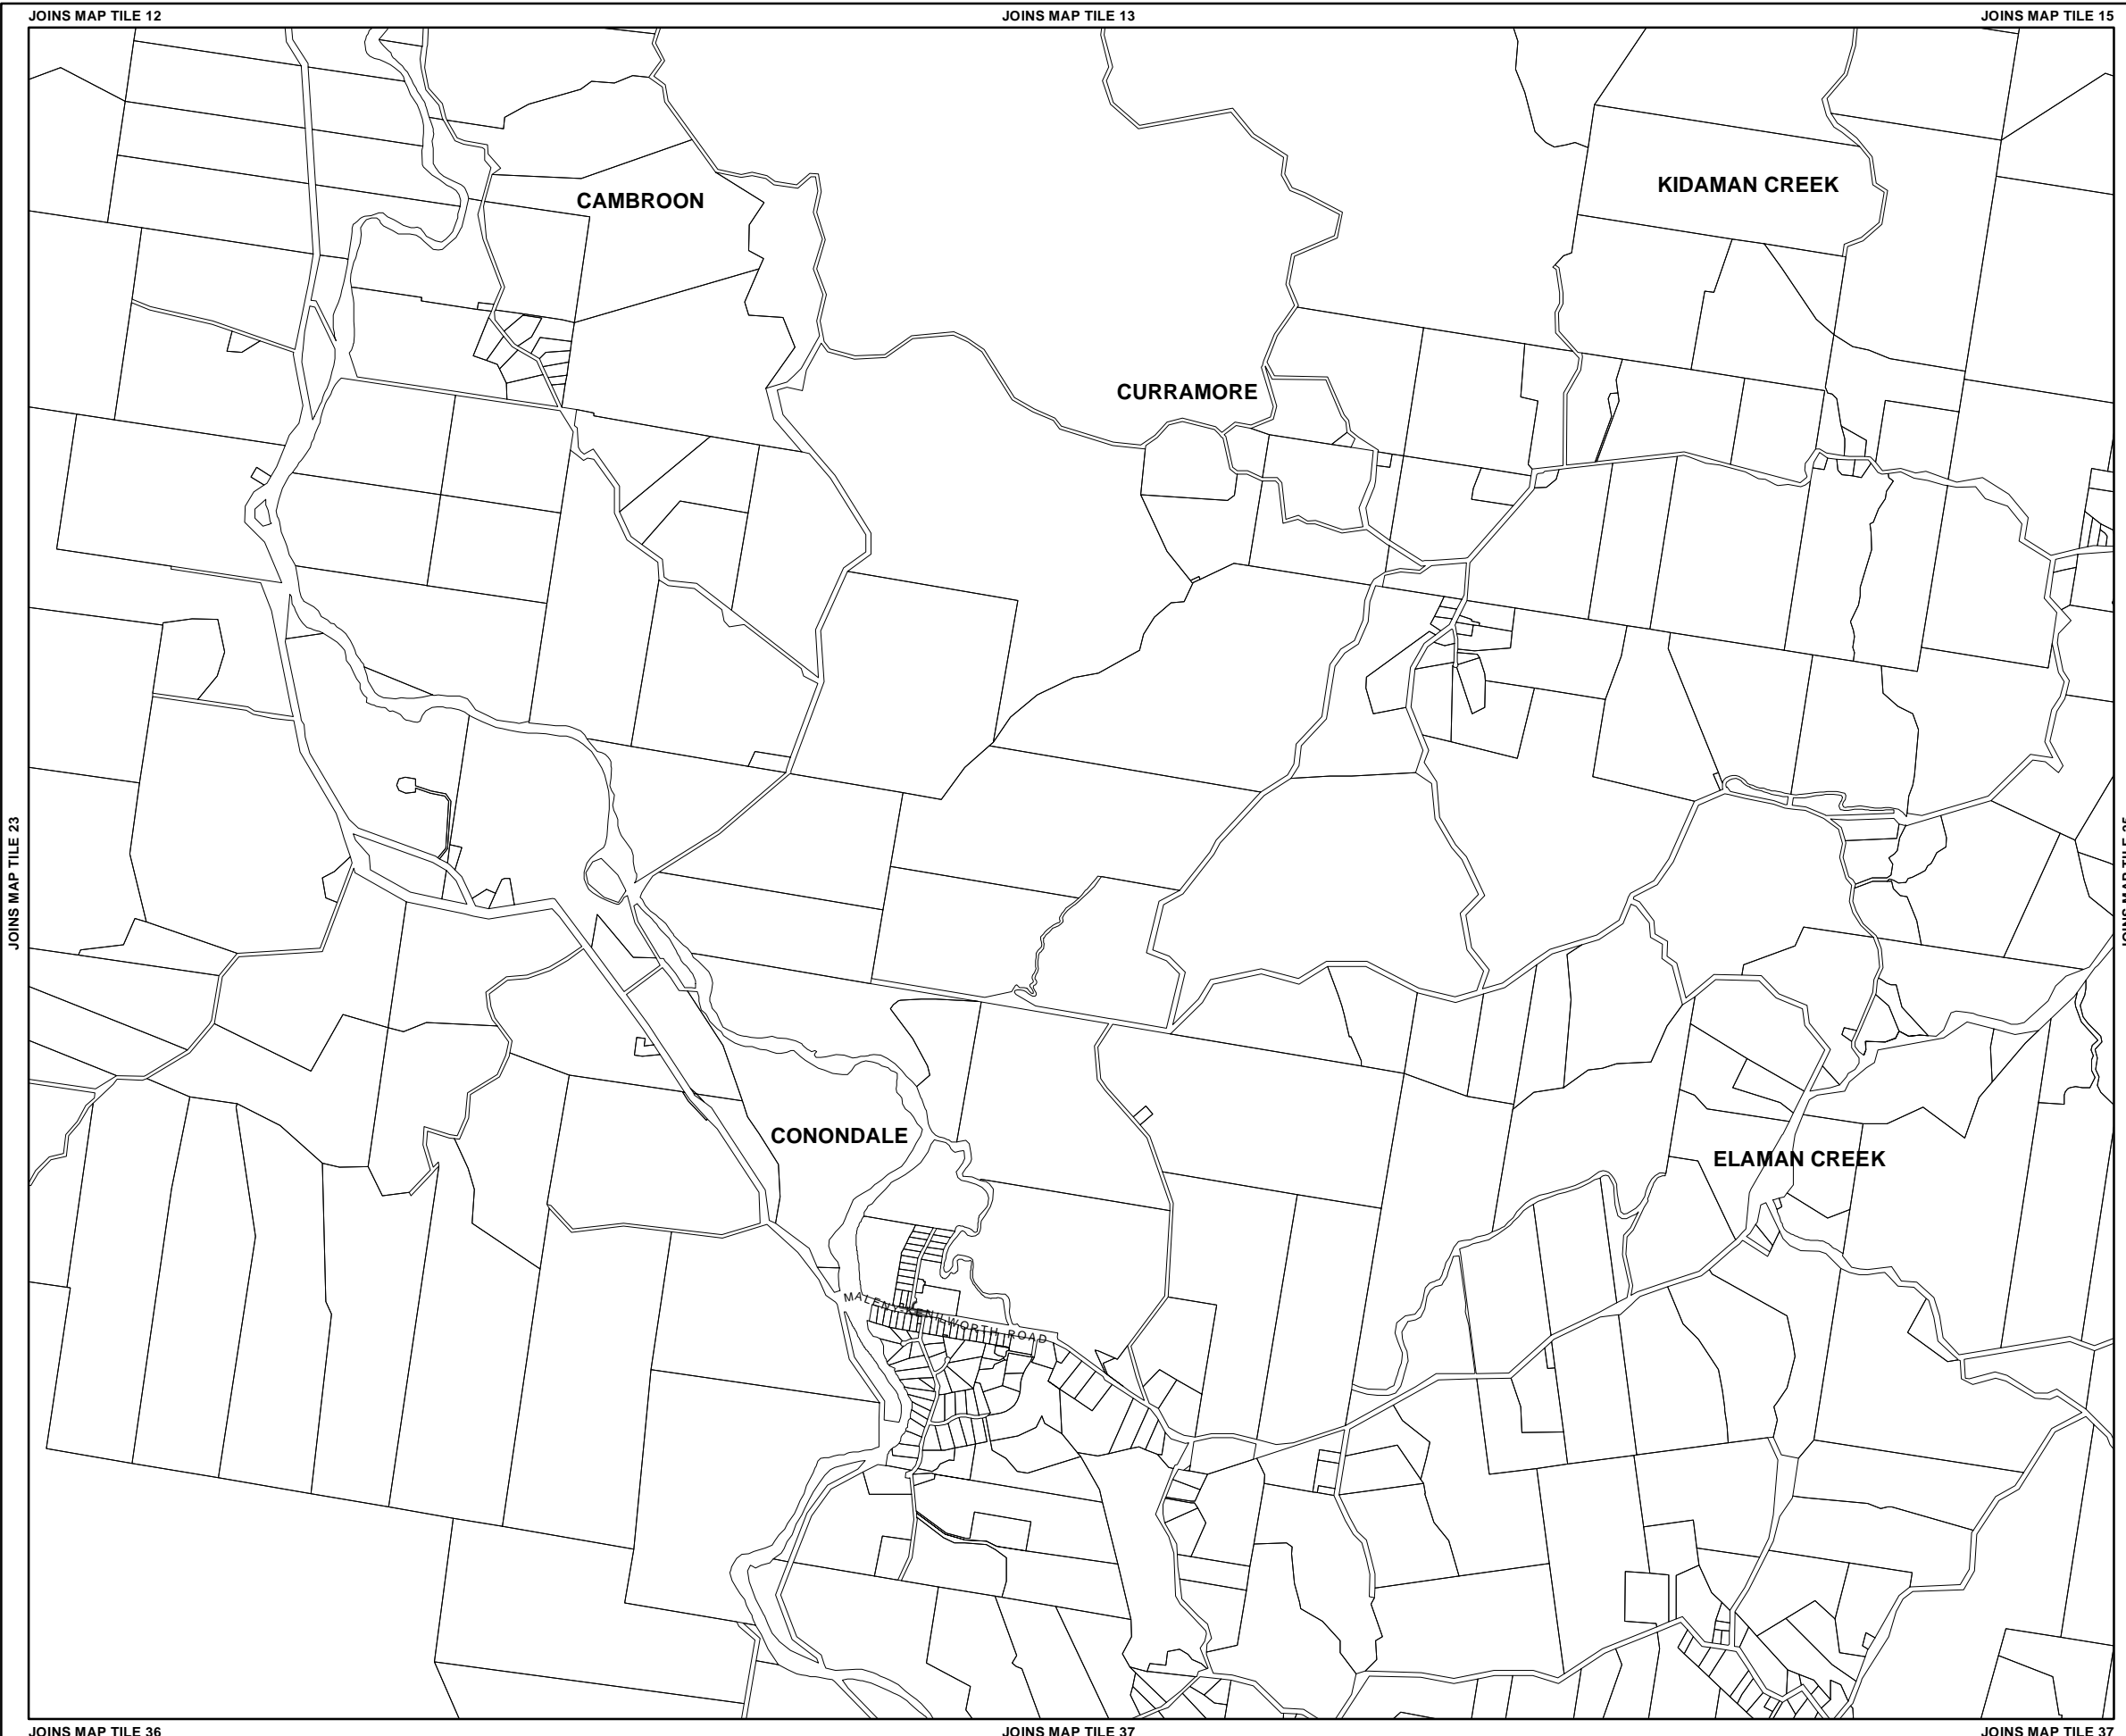 JOINS MAP TILE 12
JOINS MAP TILE 13
JOINS MAP TILE 15
KIDAMAN CREEK
CAMBROON
CURRAMORE
JOINS MAP TILE 23
CONONDALE
ELAMAN CREEK
ROAD
JOINS MAP TILE 36
JOINS MAP TILE 37
JOINS MAP TILE 37